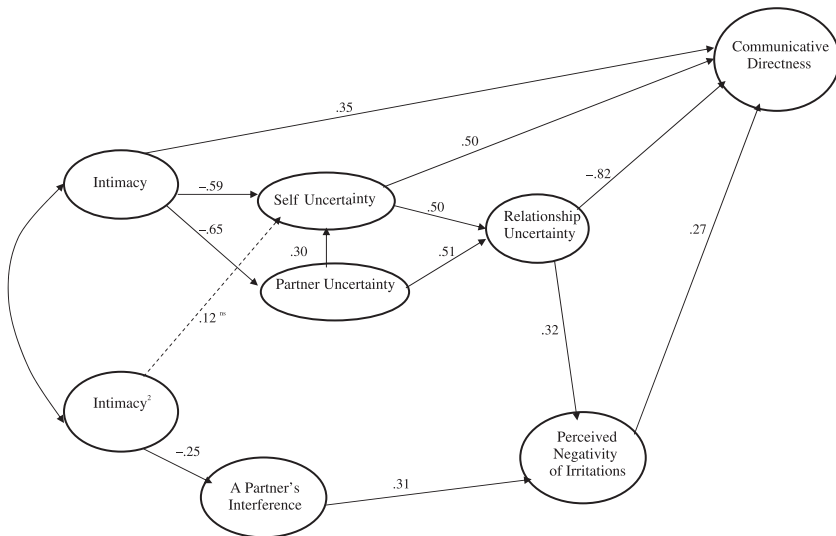 Communicative
Directness
.35
.50
Intimacy
–.59
Self Uncertainty
–.82
.50
Relationship
Uncertainty
–.65
.30
.51
.27
Partner Uncertainty
.12 ns
.32
Intimacy²
–.25
Perceived
Negativity
of Irritations
A Partner's
Interference
.31